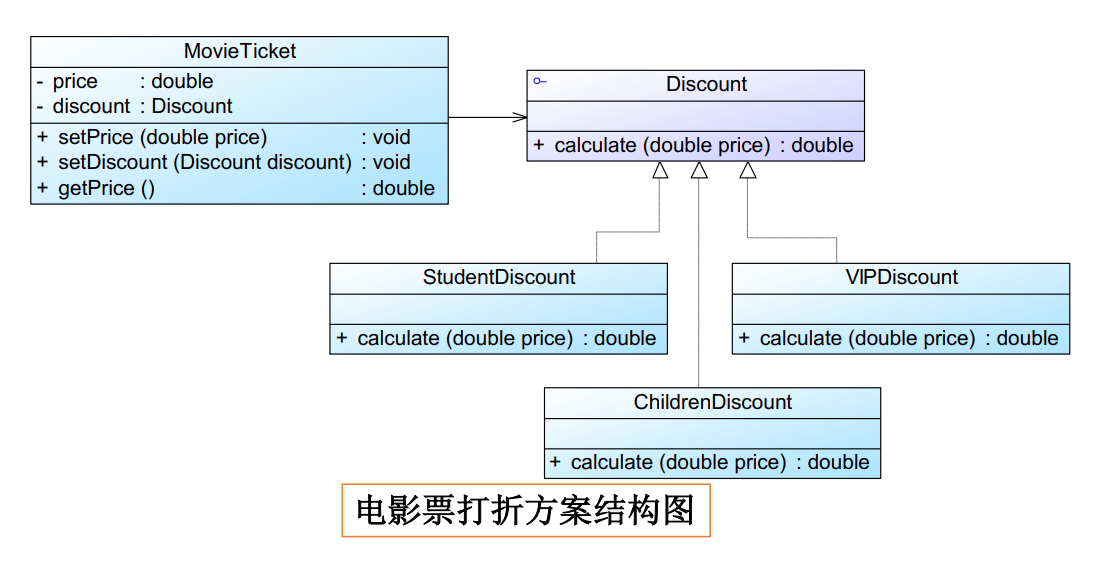 MovieTicket
- price : double
- discount : Discount
+ setPrice (double price) : void
+ setDiscount (Discount discount) : void
+ getPrice () : double
Discount
+ calculate (double price) : double
StudentDiscount
+ calculate (double price) : double
VIPDiscount
+ calculate (double price) : double
ChildrenDiscount
+ calculate (double price) : double
电影票打折方案结构图